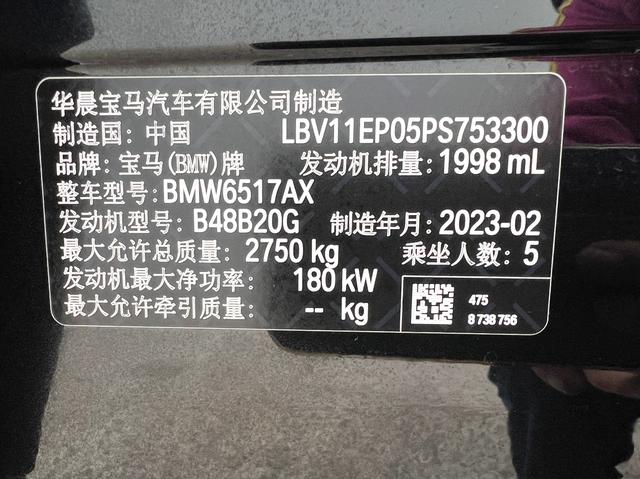 华晨宝马汽车有限公司制造
制造国：中国 LBV11EP05PS753300
品牌：宝马(BMW)牌 发动机排量：1998 mL
整车型号：BMW6517AX
发动机型号：B48B20G 制造年月：2023-02
最大允许总质量：2750 kg 乘坐人数：5
发动机最大净功率：180 kW
最大允许牵引质量：-- kg
475
8 738 756